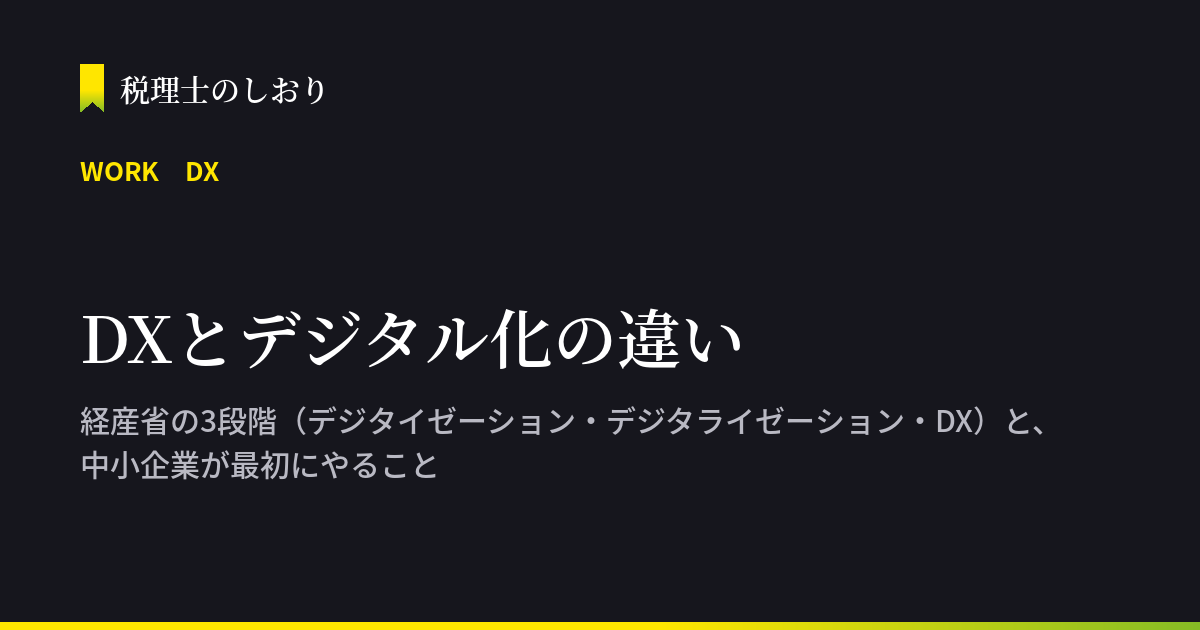 税理士のしおり
WORK DX
DXとデジタル化の違い
経産省の3段階（デジタイゼーション・デジタライゼーション・DX）と、
中小企業が最初にやること